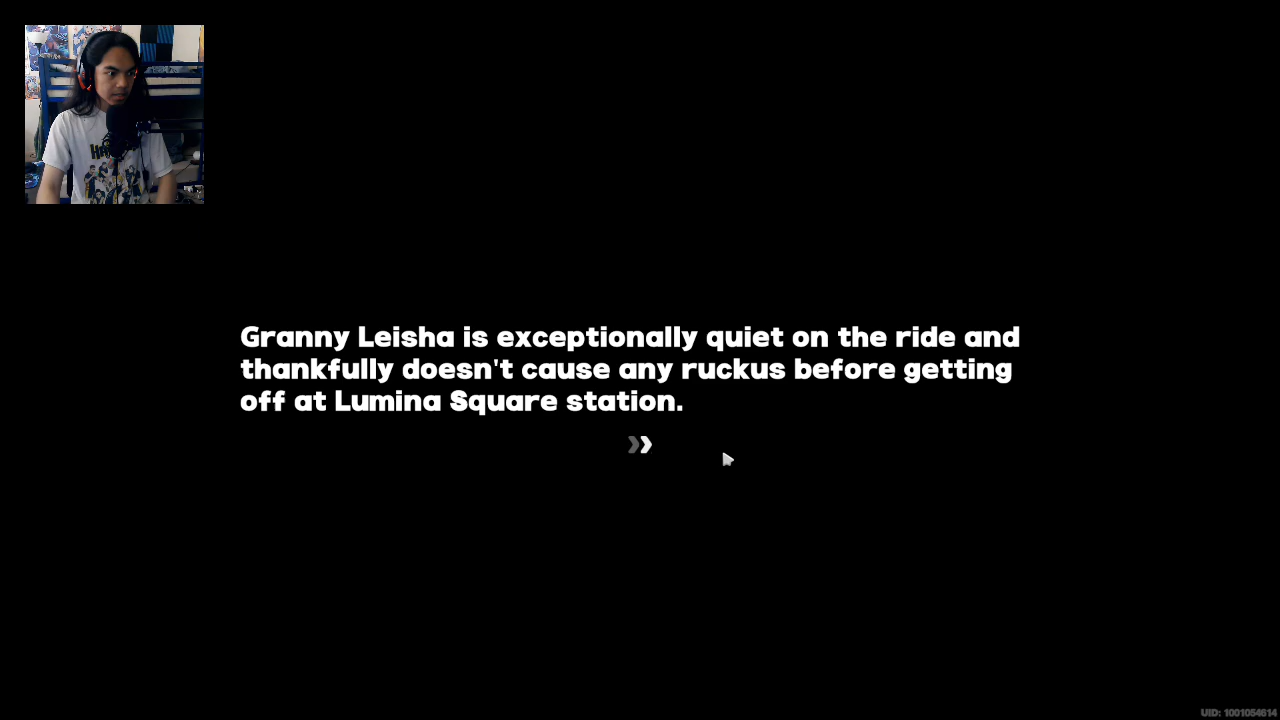 Granny Leisha is exceptionally quiet on the ride and
thankfully doesn't cause any ruckus before getting
off at Lumina Square station.
UID: 1001054614